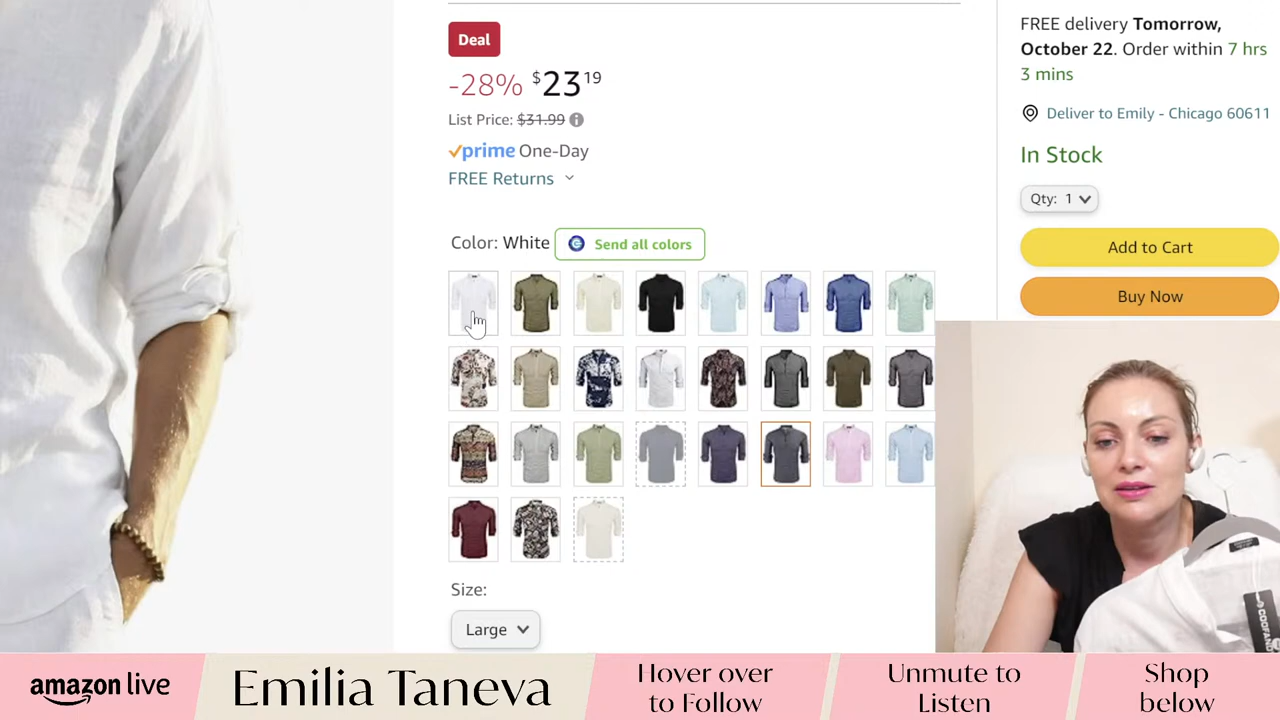 Deal
-28% $23 19
List Price: $31.99
prime One-Day
FREE Returns
Color: White
Send all colors
Size:
Large
FREE delivery Tomorrow,
October 22. Order within 7 hrs
3 mins
Deliver to Emily - Chicago 60611
In Stock
Qty: 1
Add to Cart
Buy Now
COOFANDY
amazon live
Emilia Taneva
Hover over
to Follow
Unmute to
Listen
Shop
below